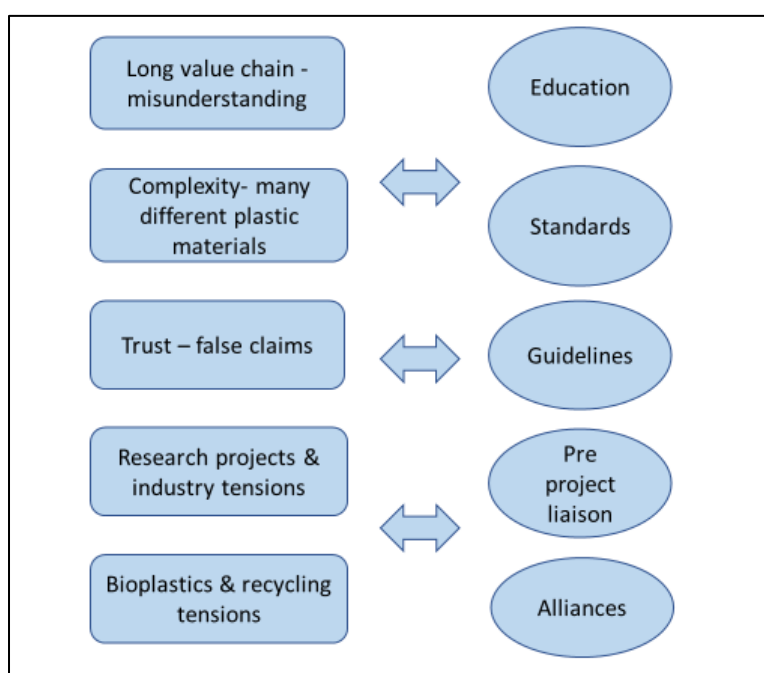 Long value chain -
misunderstanding
Education
Complexity- many
different plastic
materials
Standards
Trust – false claims
Guidelines
Research projects &
industry tensions
Pre
project
liaison
Bioplastics & recycling
tensions
Alliances